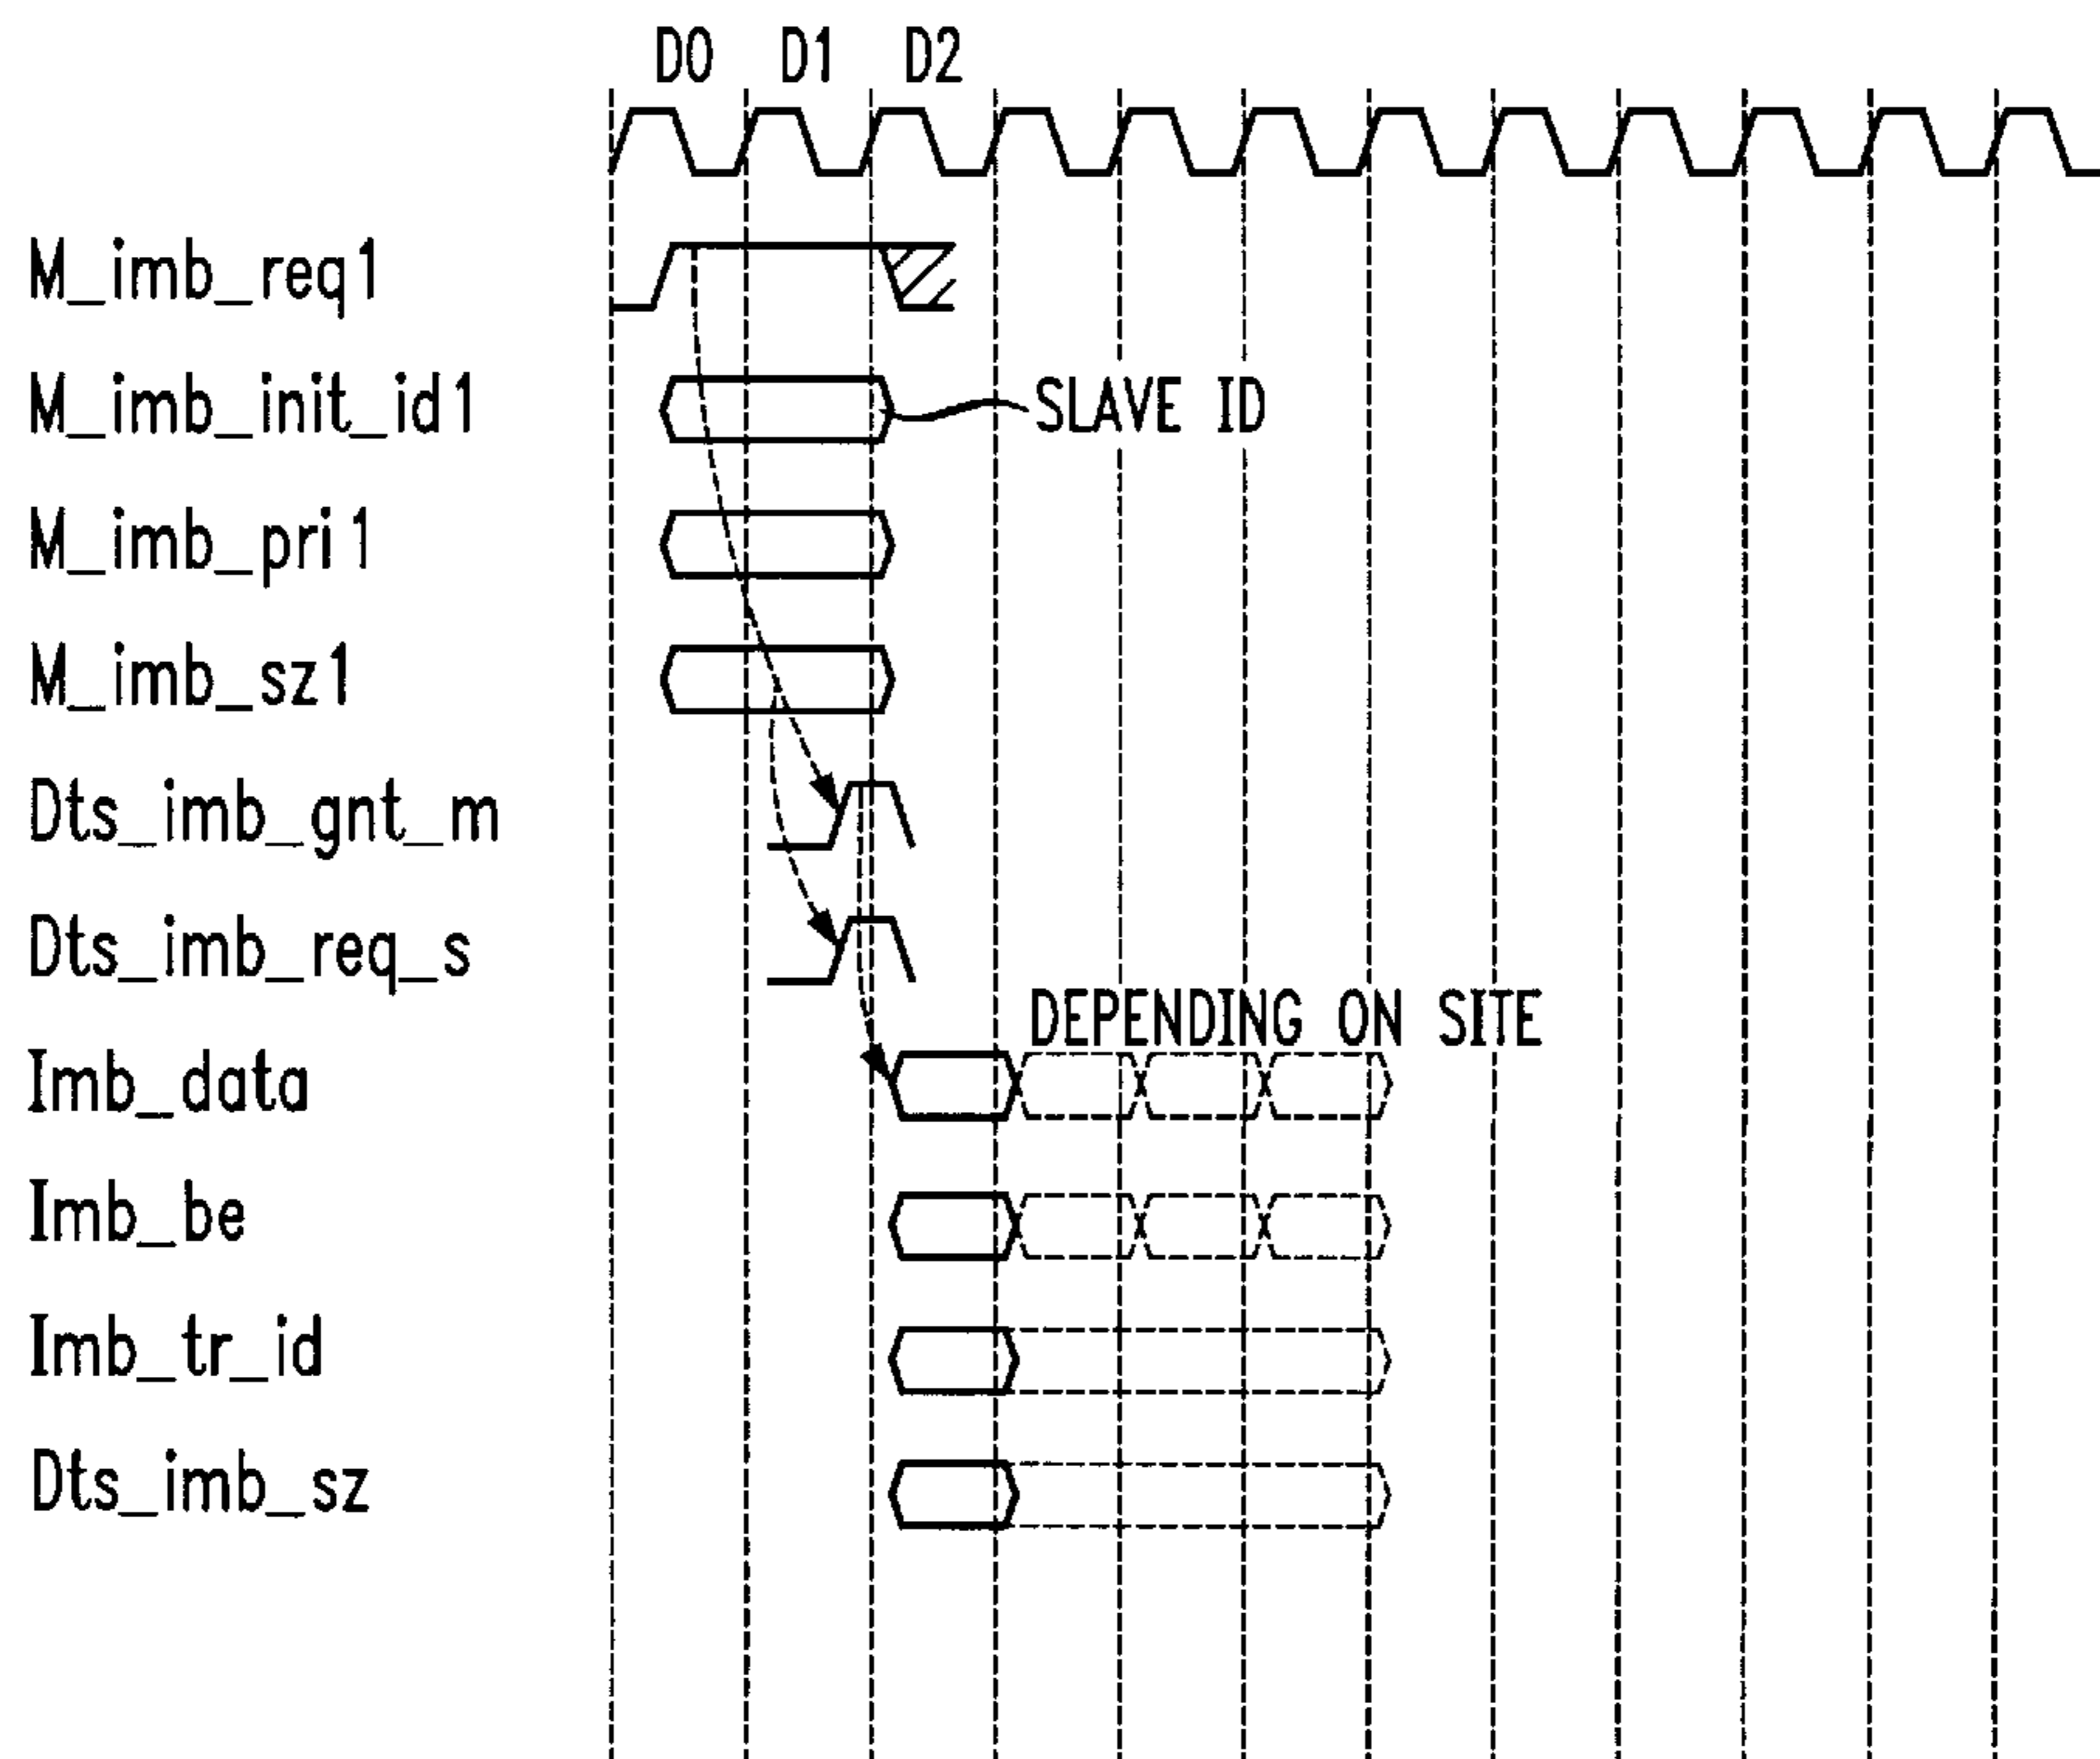 D0 D1 D2
M_imb_req1
M_imb_init_id1 SLAVE ID
M_imb_pri1
M_imb_sz1
Dts_imb_gnt_m
Dts_imb_req_s
DEPENDING ON SITE
Imb_data
Imb_be
Imb_tr_id
Dts_imb_sz